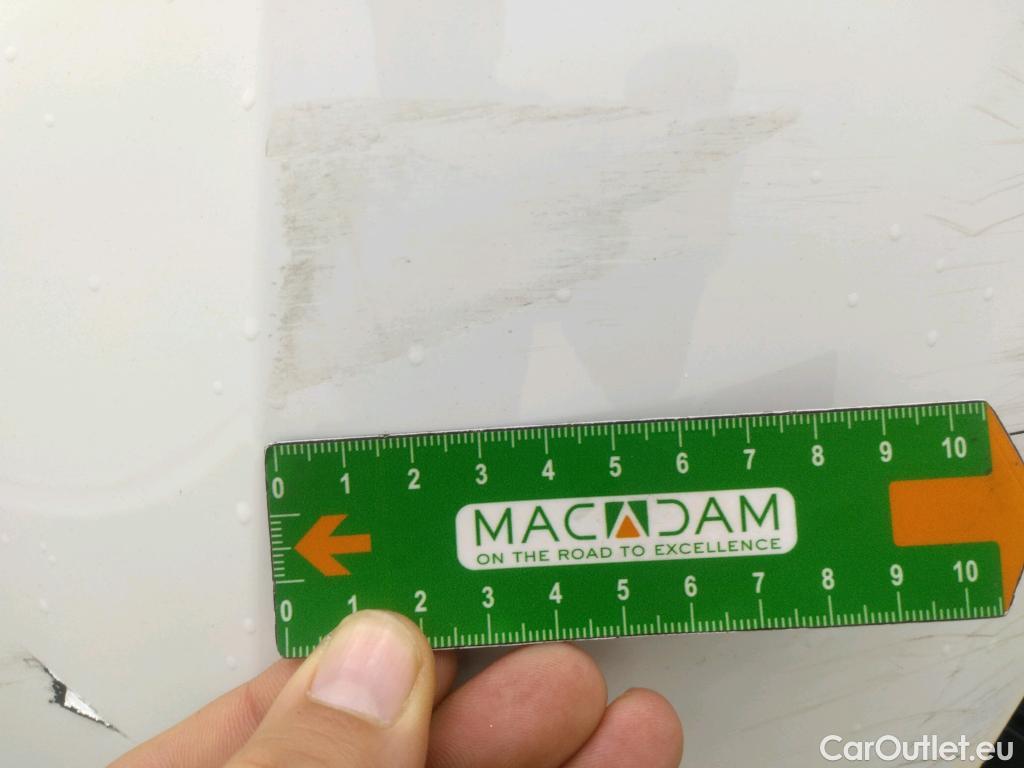 0 1 2 3 4 5 6 7 8 9 10
MACADAM
ON THE ROAD TO EXCELLENCE
0 1 2 3 4 5 6 7 8 9 10
CarOutlet.eu